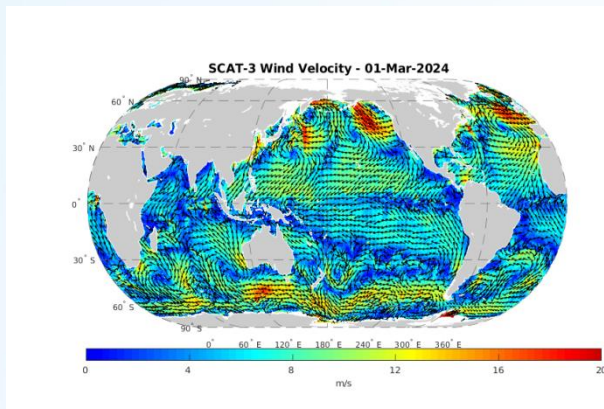 SCAT-3 Wind Velocity - 01-Mar-2024
90° N
60° N
30° N
0°
30° S
60° S
90° S
0° 60° E 120° E 180° E 240° E 300° E 360° E
0 4 8 12 16 20
m/s